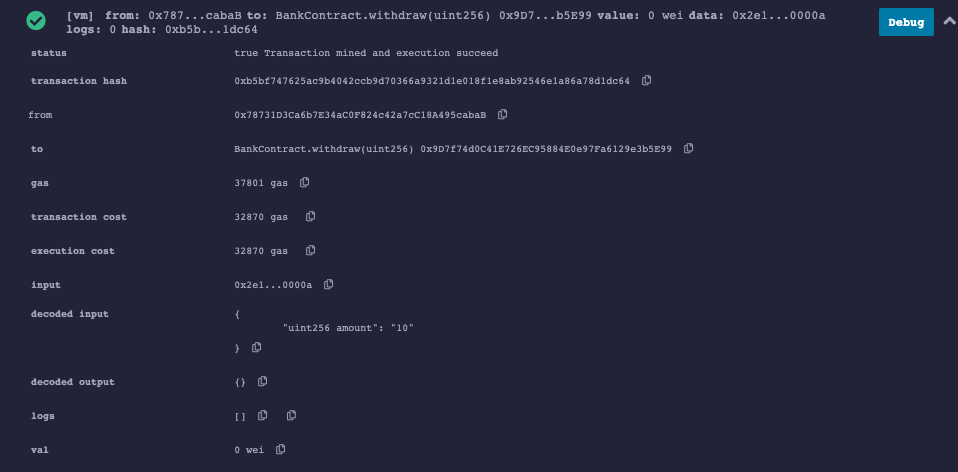 [vm] from: 0x787...cabaB to: BankContract.withdraw(uint256) 0x9D7...b5E99 value: 0 wei data: 0x2e1...0000a
logs: 0 hash: 0xb5b...1dc64
Debug
status true Transaction mined and execution succeed
transaction hash 0xb5bf747625ac9b4042ccb9d70366a9321d1e018f1e8ab92546e1a86a78d1dc64
from 0x78731D3Ca6b7E34aC0F824c42a7cC18A495cabaB
to BankContract.withdraw(uint256) 0x9D7f74d0C41E726EC95884E0e97Fa6129e3b5E99
gas 37801 gas
transaction cost 32870 gas
execution cost 32870 gas
input 0x2e1...0000a
decoded input {
"uint256 amount": "10"
}
decoded output {}
logs []
val 0 wei